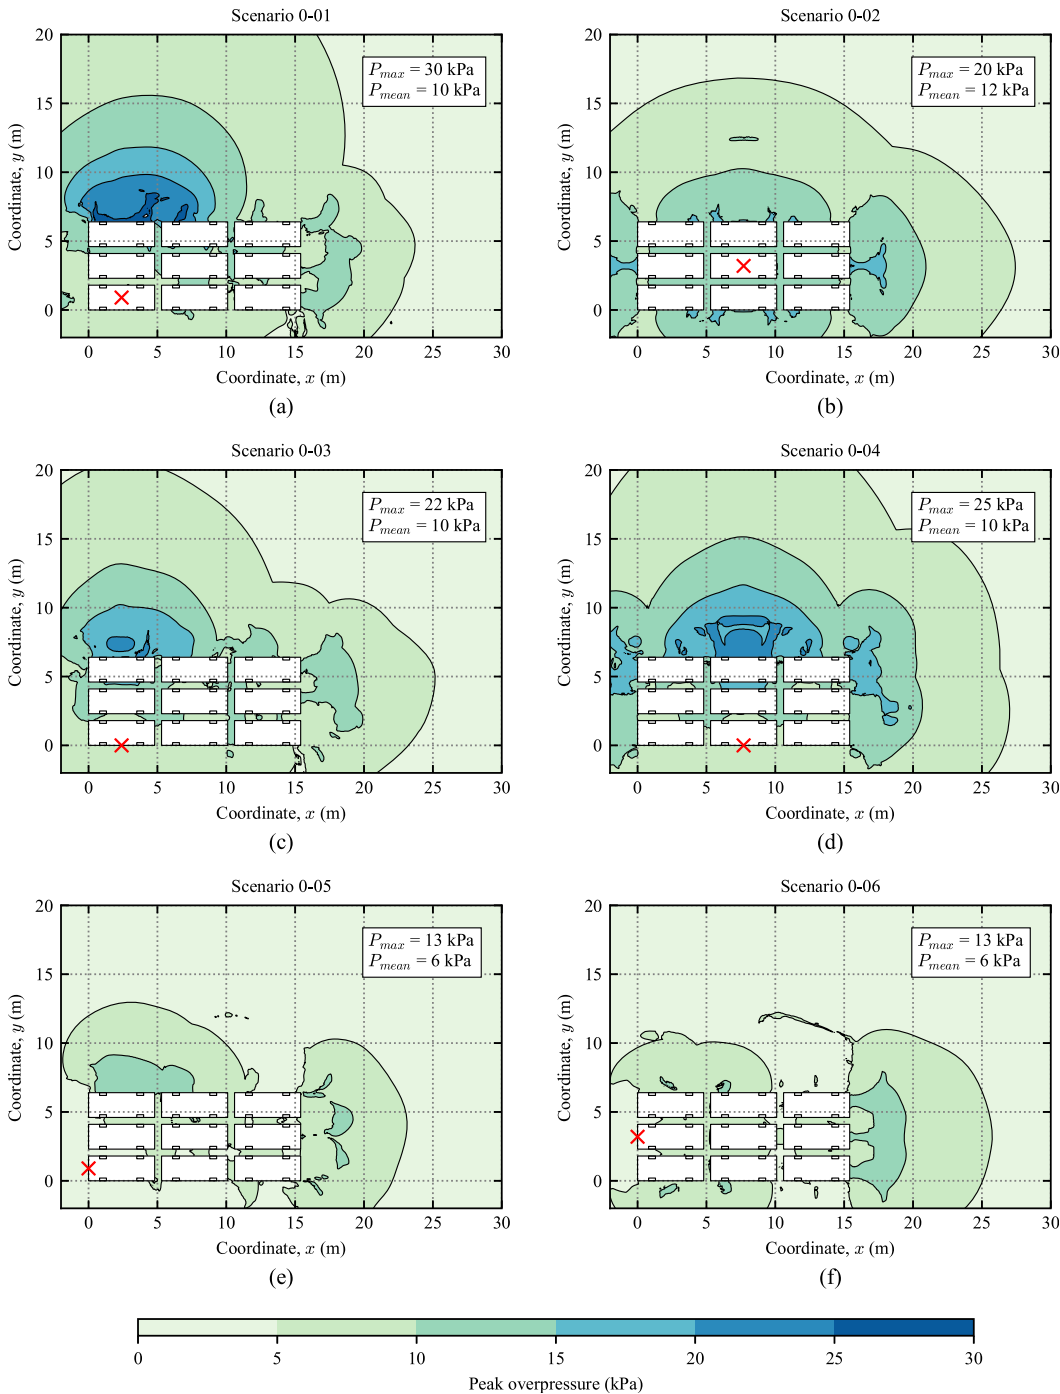 Scenario 0-01
P_max = 30 kPa
P_mean = 10 kPa
20
15
10
5
0
Coordinate, y (m)
0 5 10 15 20 25 30
Coordinate, x (m)
(a)
Scenario 0-02
P_max = 20 kPa
P_mean = 12 kPa
20
15
10
5
0
Coordinate, y (m)
0 5 10 15 20 25 30
Coordinate, x (m)
(b)
Scenario 0-03
P_max = 22 kPa
P_mean = 10 kPa
20
15
10
5
0
Coordinate, y (m)
0 5 10 15 20 25 30
Coordinate, x (m)
(c)
Scenario 0-04
P_max = 25 kPa
P_mean = 10 kPa
20
15
10
5
0
Coordinate, y (m)
0 5 10 15 20 25 30
Coordinate, x (m)
(d)
Scenario 0-05
P_max = 13 kPa
P_mean = 6 kPa
20
15
10
5
0
Coordinate, y (m)
0 5 10 15 20 25 30
Coordinate, x (m)
(e)
Scenario 0-06
P_max = 13 kPa
P_mean = 6 kPa
20
15
10
5
0
Coordinate, y (m)
0 5 10 15 20 25 30
Coordinate, x (m)
(f)
0 5 10 15 20 25 30
Peak overpressure (kPa)